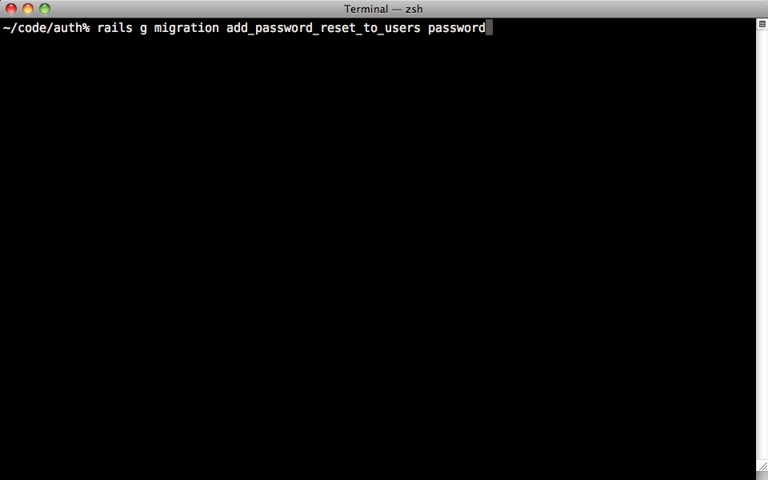 Terminal — zsh
~/code/auth% rails g migration add_password_reset_to_users password